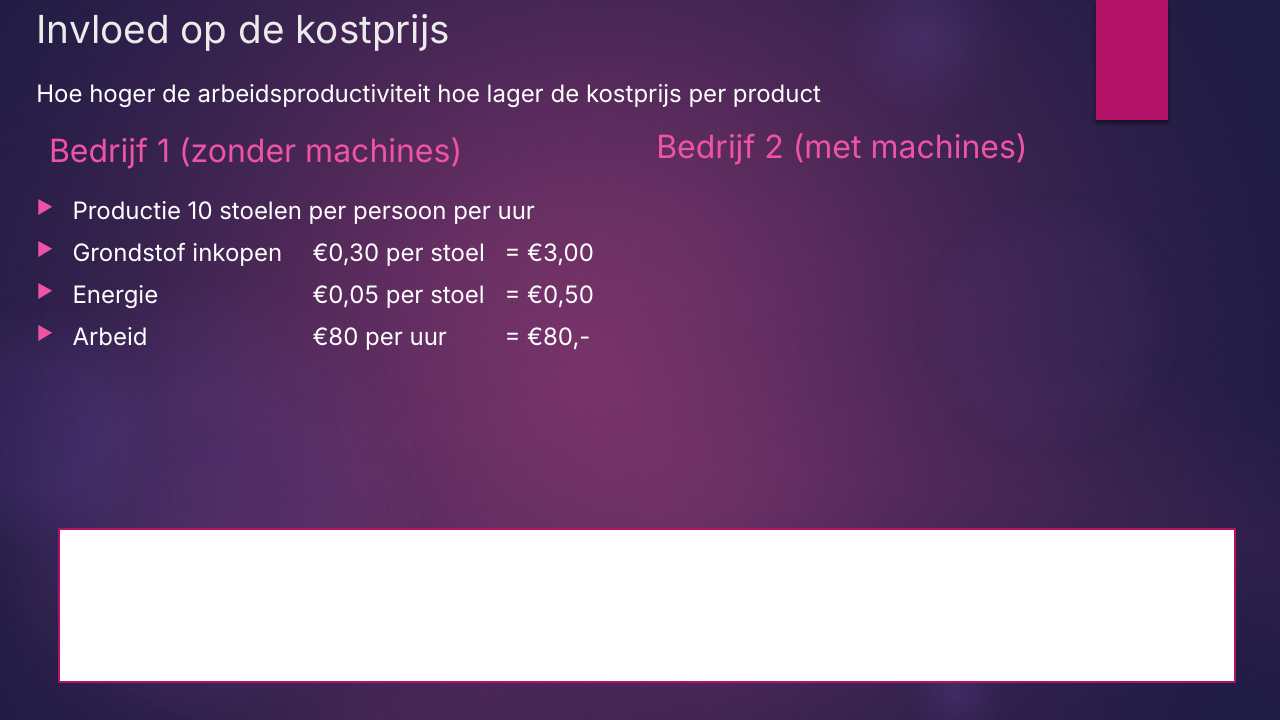 Invloed op de kostprijs
Hoe hoger de arbeidsproductiviteit hoe lager de kostprijs per product
Bedrijf 1 (zonder machines)
Bedrijf 2 (met machines)
Productie 10 stoelen per persoon per uur
Grondstof inkopen €0,30 per stoel = €3,00
Energie €0,05 per stoel = €0,50
Arbeid €80 per uur = €80,-